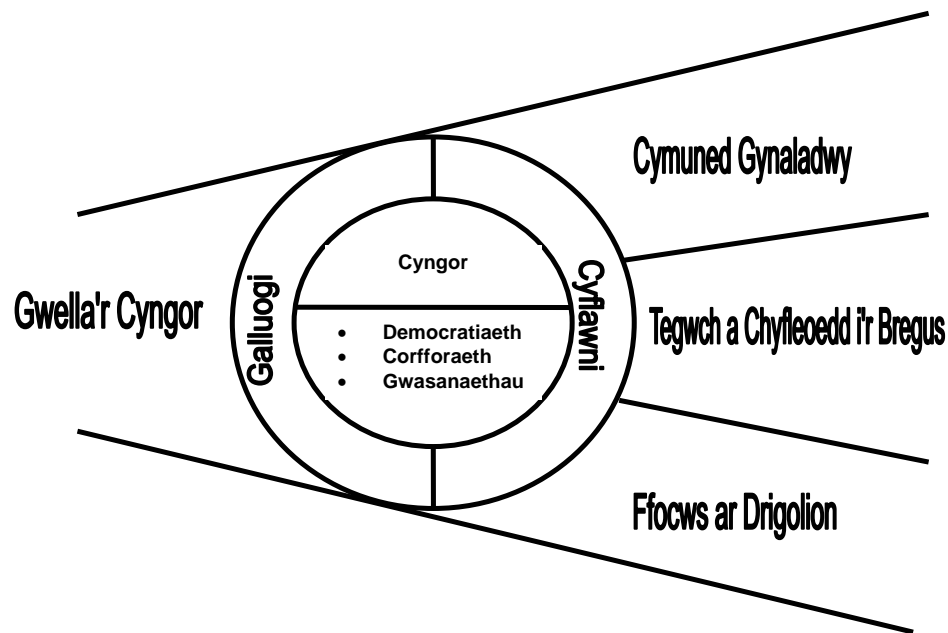 Gwella'r Cyngor
Galluogi
Cyngor
• Democratiaeth
• Corfforaeth
• Gwasanaethau
Cyflawni
Cymuned Gynaladwy
Tegwch a Chyfleoedd i'r Bregus
Ffocws ar Drigolion